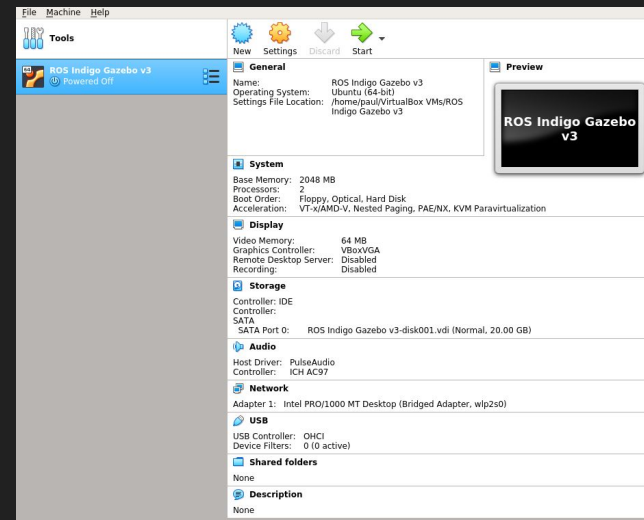 File Machine Help
Tools
New Settings Discard Start
ROS Indigo Gazebo v3
Powered Off
General
Name: ROS Indigo Gazebo v3
Operating System: Ubuntu (64-bit)
Settings File Location: /home/paul/VirtualBox VMs/ROS
Indigo Gazebo v3
Preview
ROS Indigo Gazebo
v3
System
Base Memory: 2048 MB
Processors: 2
Boot Order: Floppy, Optical, Hard Disk
Acceleration: VT-x/AMD-V, Nested Paging, PAE/NX, KVM Paravirtualization
Display
Video Memory: 64 MB
Graphics Controller: VBoxVGA
Remote Desktop Server: Disabled
Recording: Disabled
Storage
Controller: IDE
Controller:
SATA
SATA Port 0: ROS Indigo Gazebo v3-disk001.vdi (Normal, 20.00 GB)
Audio
Host Driver: PulseAudio
Controller: ICH AC97
Network
Adapter 1: Intel PRO/1000 MT Desktop (Bridged Adapter, wlp2s0)
USB
USB Controller: OHCI
Device Filters: 0 (0 active)
Shared folders
None
Description
None